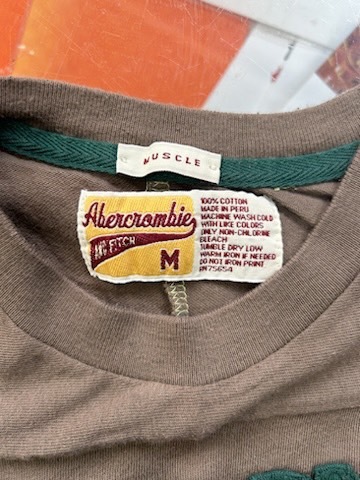 MUSCLE
Abercrombie
AND FITCH
M
100% COTTON
MADE IN PERU
MACHINE WASH COLD
WITH LIKE COLORS
ONLY NON-CHLORINE
BLEACH
TUMBLE DRY LOW
WARM IRON IF NEEDED
DO NOT IRON PRINT
RN75654